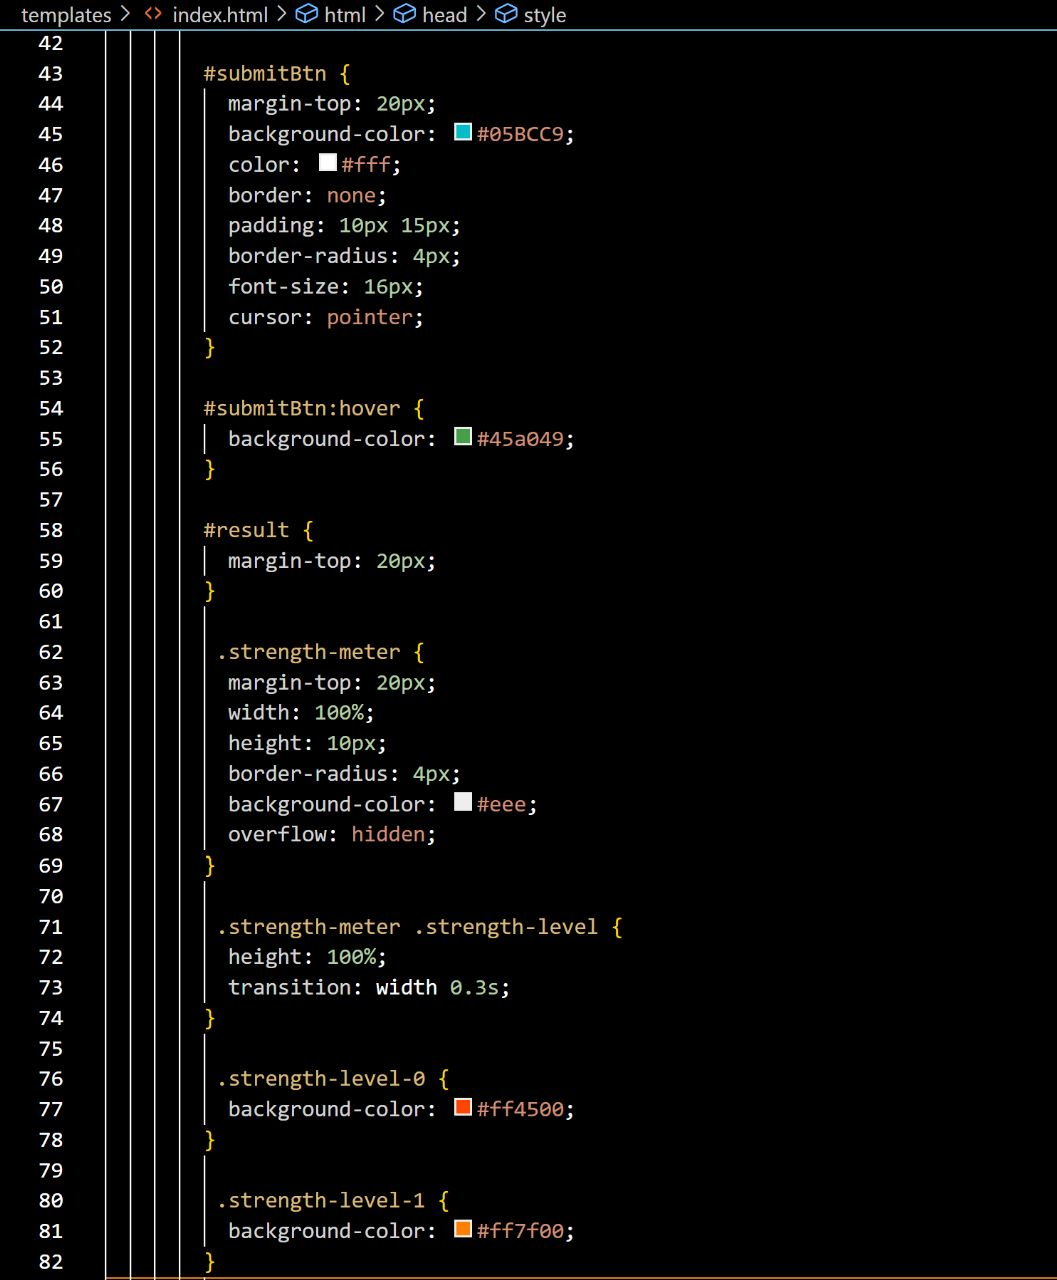 templates > <> index.html > html > head > style
42
43 #submitBtn {
44 margin-top: 20px;
45 background-color: #05BCC9;
46 color: #fff;
47 border: none;
48 padding: 10px 15px;
49 border-radius: 4px;
50 font-size: 16px;
51 cursor: pointer;
52 }
53
54 #submitBtn:hover {
55 background-color: #45a049;
56 }
57
58 #result {
59 margin-top: 20px;
60 }
61
62 .strength-meter {
63 margin-top: 20px;
64 width: 100%;
65 height: 10px;
66 border-radius: 4px;
67 background-color: #eee;
68 overflow: hidden;
69 }
70
71 .strength-meter .strength-level {
72 height: 100%;
73 transition: width 0.3s;
74 }
75
76 .strength-level-0 {
77 background-color: #ff4500;
78 }
79
80 .strength-level-1 {
81 background-color: #ff7f00;
82 }